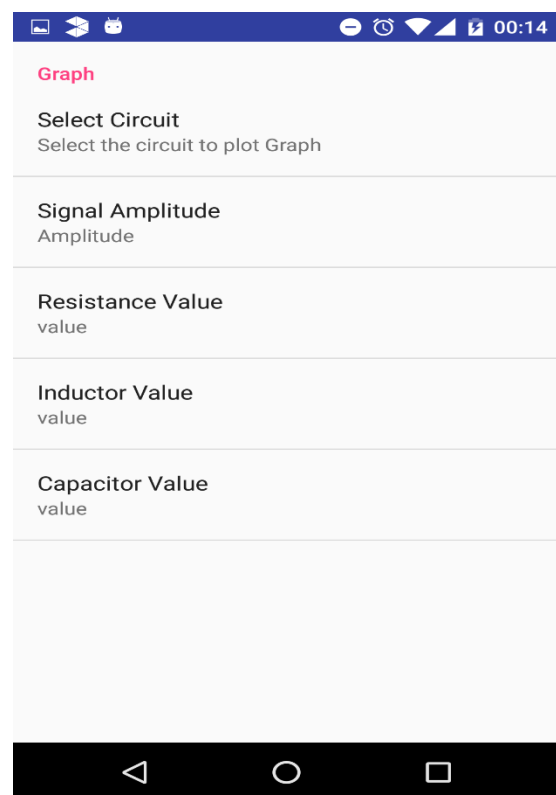 00:14
Graph
Select Circuit
Select the circuit to plot Graph
Signal Amplitude
Amplitude
Resistance Value
value
Inductor Value
value
Capacitor Value
value